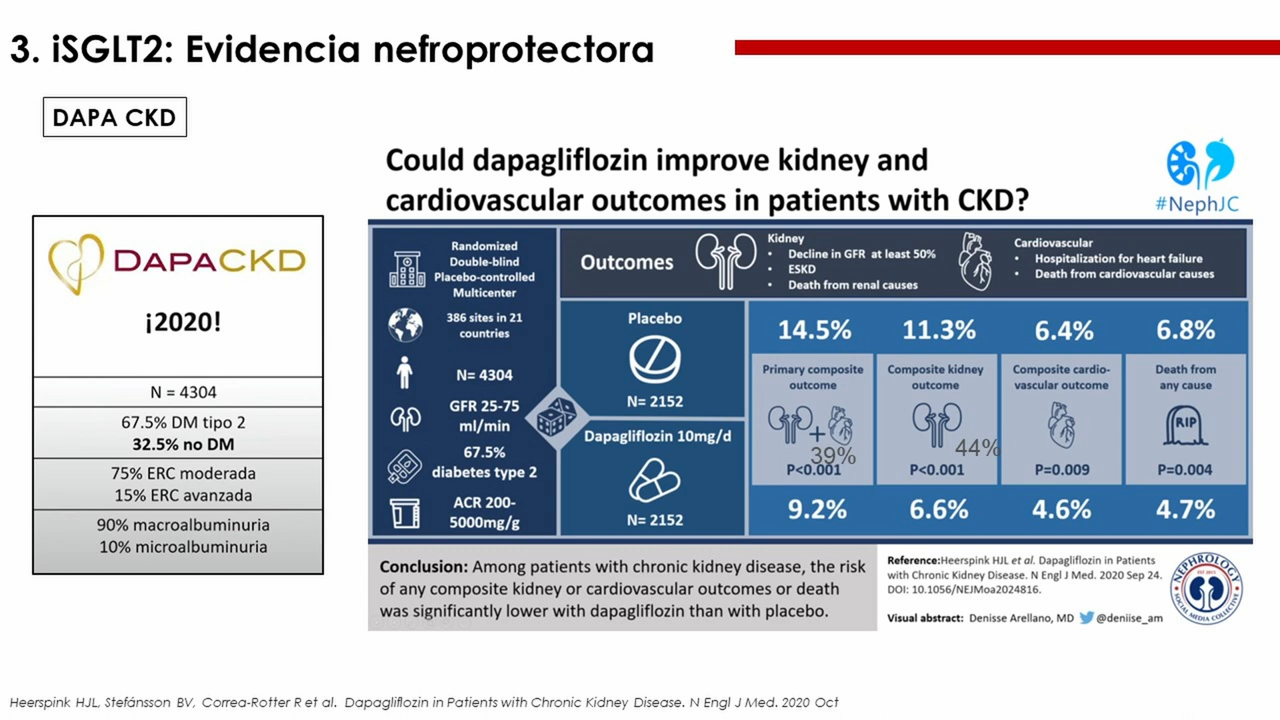 3. iSGLT2: Evidencia nefroprotectora
DAPA CKD
DAPACKD
¡2020!
N = 4304
67.5% DM tipo 2
32.5% no DM
75% ERC moderada
15% ERC avanzada
90% macroalbuminuria
10% microalbuminuria
Could dapagliflozin improve kidney and
cardiovascular outcomes in patients with CKD?
#NephJC
Randomized
Double-blind
Placebo-controlled
Multicenter
386 sites in 21
countries
N= 4304
GFR 25-75
ml/min
67.5%
diabetes type 2
ACR 200-
5000mg/g
Outcomes
Kidney
• Decline in GFR at least 50%
• ESKD
• Death from renal causes
Cardiovascular
• Hospitalization for heart failure
• Death from cardiovascular causes
Placebo
N= 2152
Dapagliflozin 10mg/d
N= 2152
14.5%
Primary composite
outcome
39%
P<0.001
9.2%
11.3%
Composite kidney
outcome
44%
P<0.001
6.6%
6.4%
Composite cardio-
vascular outcome
P=0.009
4.6%
6.8%
Death from
any cause
RIP
P=0.004
4.7%
Conclusion: Among patients with chronic kidney disease, the risk
of any composite kidney or cardiovascular outcomes or death
was significantly lower with dapagliflozin than with placebo.
Reference:Heerspink HJL et al. Dapagliflozin in Patients
with Chronic Kidney Disease. N Engl J Med. 2020 Sep 24.
DOI: 10.1056/NEJMoa2024816.
Visual abstract: Denisse Arellano, MD @deniise_am
NEPHROLOGY
SOCIAL MEDIA COLLECTIVE
Heerspink HJL, Stefánsson BV, Correa-Rotter R et al. Dapagliflozin in Patients with Chronic Kidney Disease. N Engl J Med. 2020 Oct